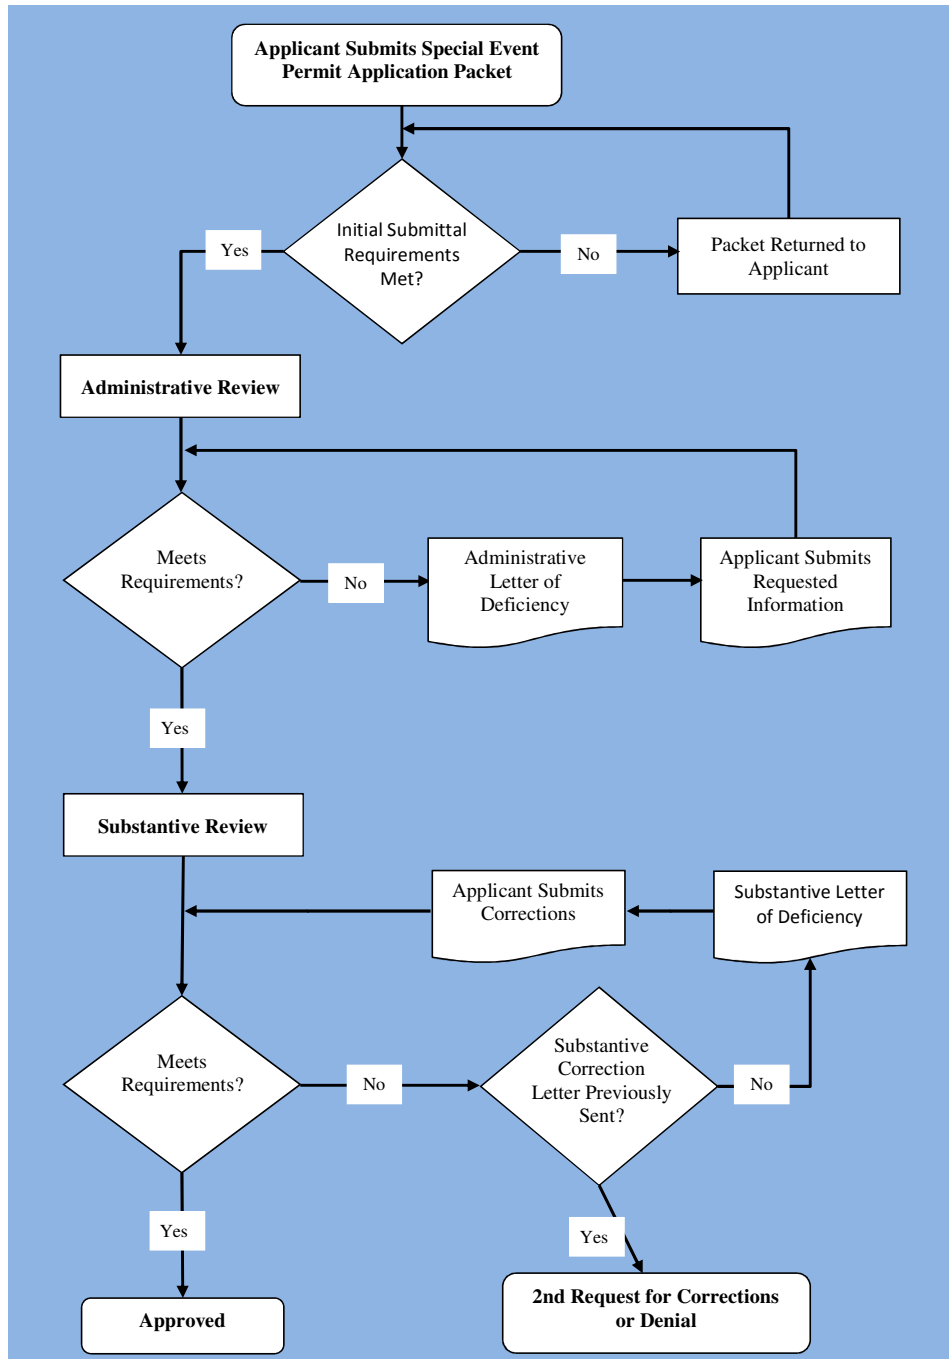 Applicant Submits Special Event
Permit Application Packet
Initial Submittal
Requirements
Met?
Yes
No
Packet Returned to
Applicant
Administrative Review
Meets
Requirements?
No
Administrative
Letter of
Deficiency
Applicant Submits
Requested
Information
Yes
Substantive Review
Applicant Submits
Corrections
Substantive Letter
of Deficiency
Meets
Requirements?
No
Substantive
Correction
Letter Previously
Sent?
No
Yes
Yes
Approved
2nd Request for Corrections
or Denial